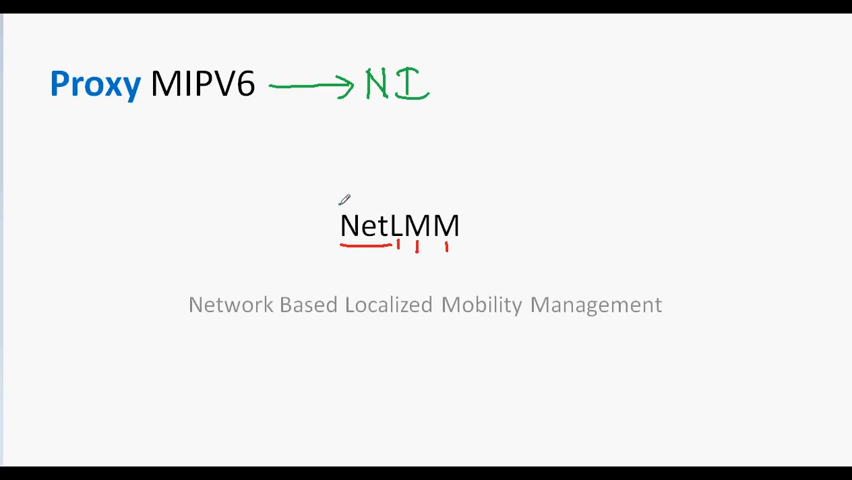 Proxy MIPV6 → NI
NetLMM
Network Based Localized Mobility Management